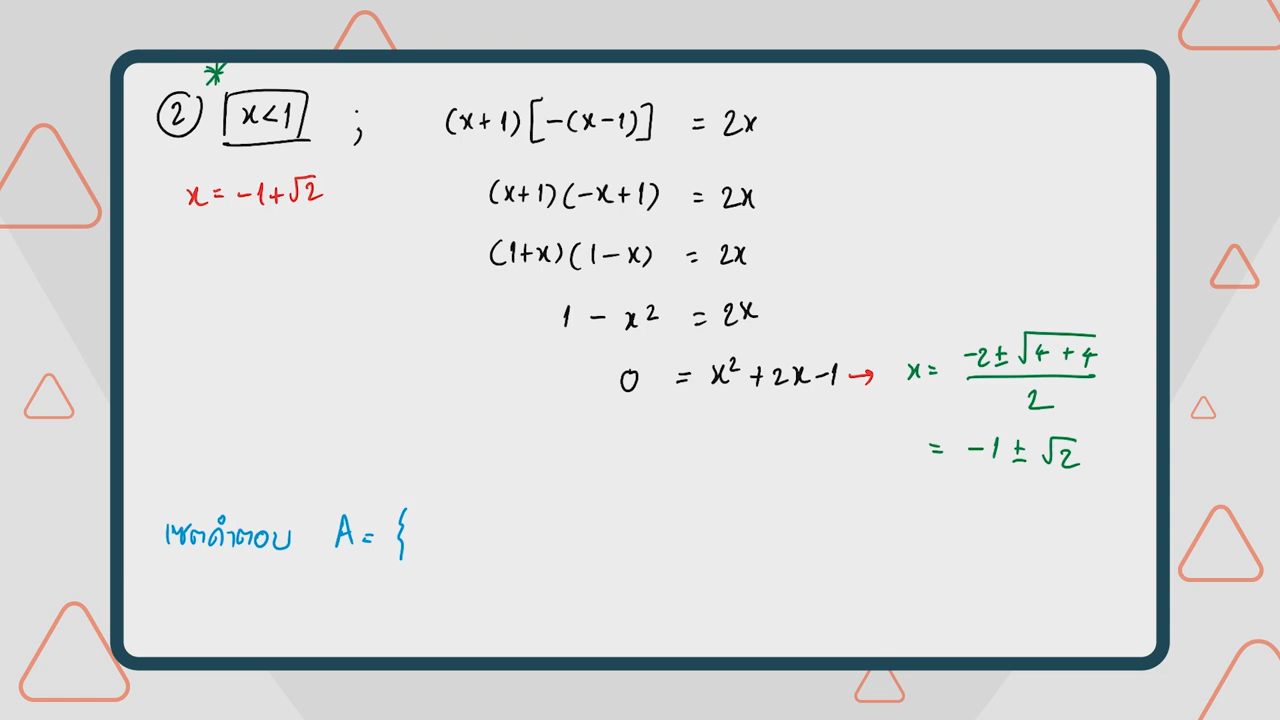 *
② x<1 ; (x+1)[-(x-1)] = 2x
x = -1+√2 (x+1)(-x+1) = 2x
(1+x)(1-x) = 2x
1 - x² = 2x
0 = x²+2x-1 → x = (-2±√(4+4))/2
= -1 ± √2
เซตคำตอบ A = {